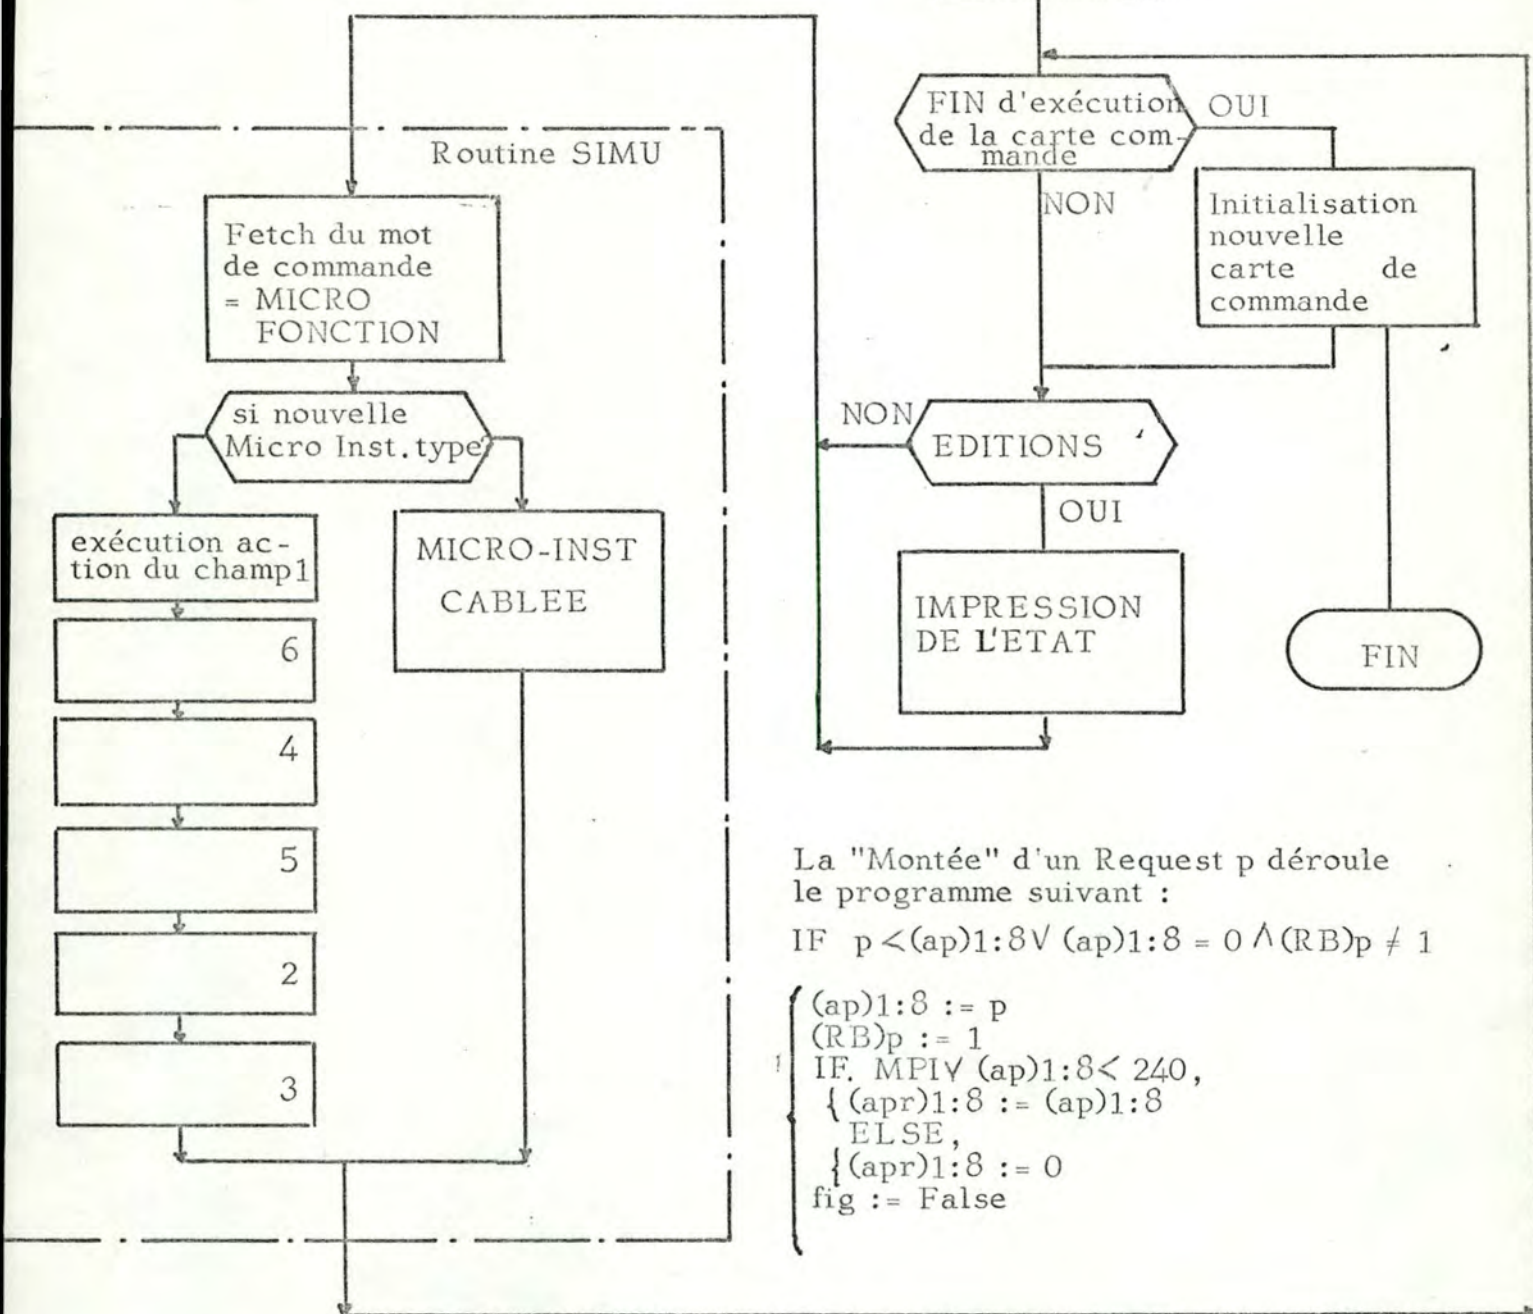 Routine SIMU
Fetch du mot
de commande
= MICRO
FONCTION
si nouvelle
Micro Inst.type
exécution ac-
tion du champ1
6
4
5
2
3
MICRO-INST
CABLEE
FIN d'exécution
de la carte com-
mande
OUI
NON
Initialisation
nouvelle
carte de
commande
NON
EDITIONS
OUI
IMPRESSION
DE L'ETAT
FIN
La "Montée" d'un Request p déroule
le programme suivant :
IF p <(ap)1:8 V (ap)1:8 = 0 Λ (RB)p ≠ 1
(ap)1:8 := p
(RB)p := 1
IF. MPIV (ap)1:8< 240,
{(apr)1:8 := (ap)1:8
ELSE,
{(apr)1:8 := 0
fig := False